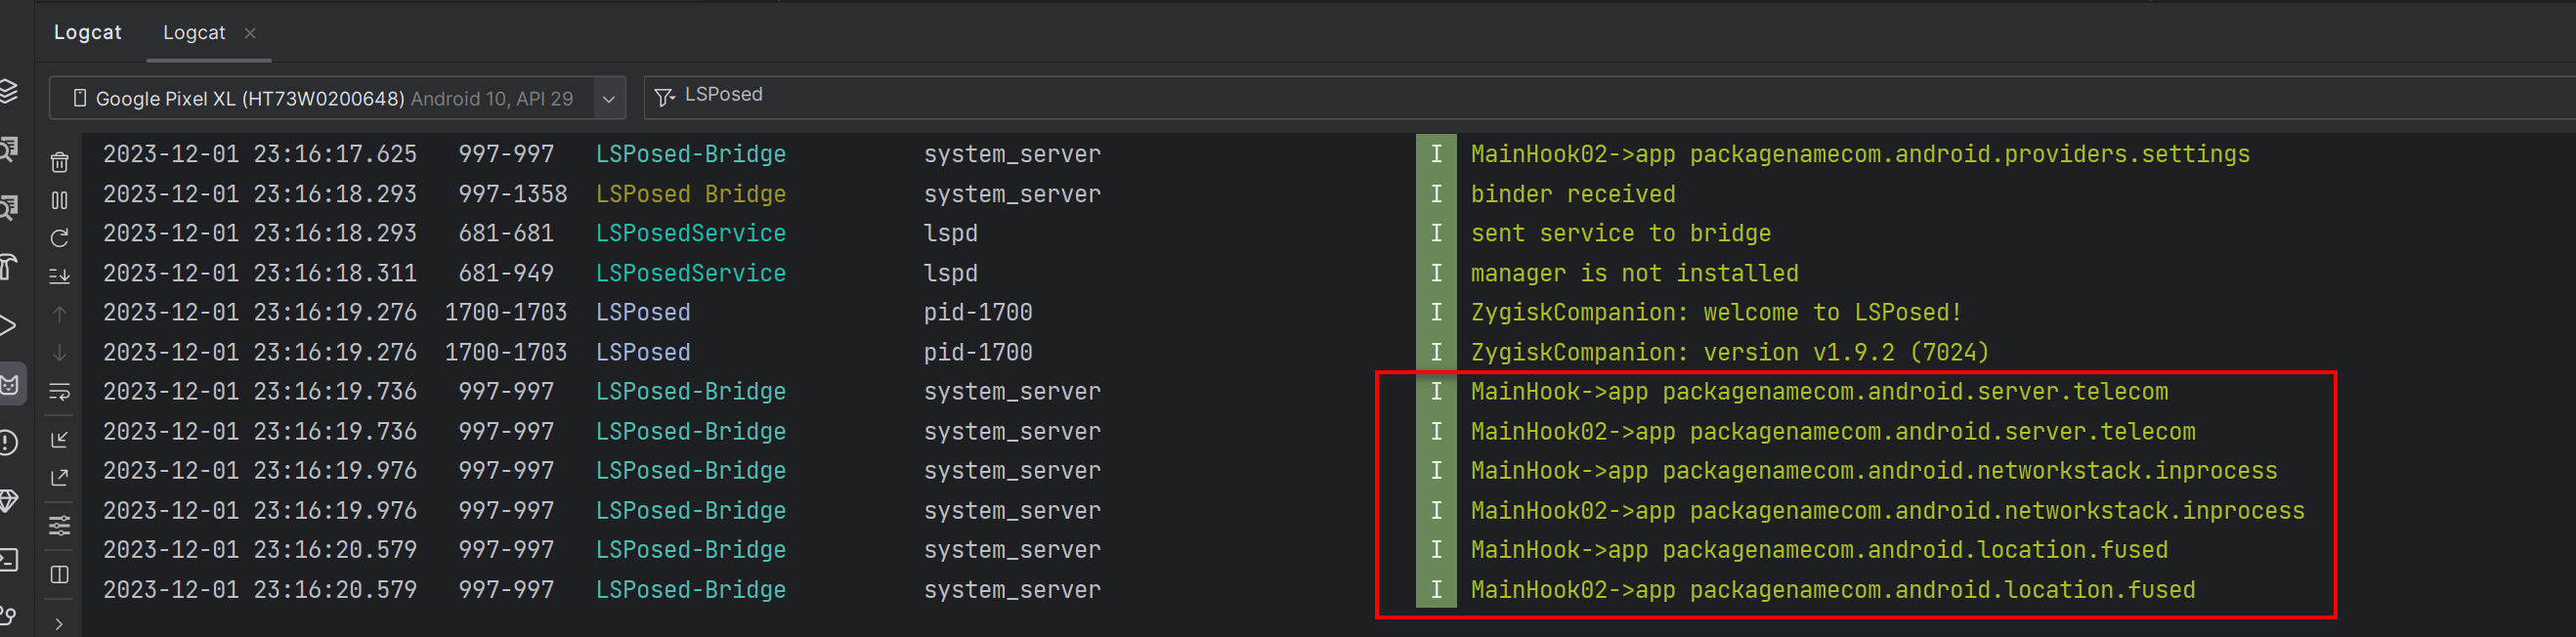 Logcat Logcat
Google Pixel XL (HT73W0200648) Android 10, API 29 LSPosed
2023-12-01 23:16:17.625 997-997 LSPosed-Bridge system_server I MainHook02->app packagenamecom.android.providers.settings
2023-12-01 23:16:18.293 997-1358 LSPosed Bridge system_server I binder received
2023-12-01 23:16:18.293 681-681 LSPosedService lspd I sent service to bridge
2023-12-01 23:16:18.311 681-949 LSPosedService lspd I manager is not installed
2023-12-01 23:16:19.276 1700-1703 LSPosed pid-1700 I ZygiskCompanion: welcome to LSPosed!
2023-12-01 23:16:19.276 1700-1703 LSPosed pid-1700 I ZygiskCompanion: version v1.9.2 (7024)
2023-12-01 23:16:19.736 997-997 LSPosed-Bridge system_server I MainHook->app packagenamecom.android.server.telecom
2023-12-01 23:16:19.736 997-997 LSPosed-Bridge system_server I MainHook02->app packagenamecom.android.server.telecom
2023-12-01 23:16:19.976 997-997 LSPosed-Bridge system_server I MainHook->app packagenamecom.android.networkstack.inprocess
2023-12-01 23:16:19.976 997-997 LSPosed-Bridge system_server I MainHook02->app packagenamecom.android.networkstack.inprocess
2023-12-01 23:16:20.579 997-997 LSPosed-Bridge system_server I MainHook->app packagenamecom.android.location.fused
2023-12-01 23:16:20.579 997-997 LSPosed-Bridge system_server I MainHook02->app packagenamecom.android.location.fused